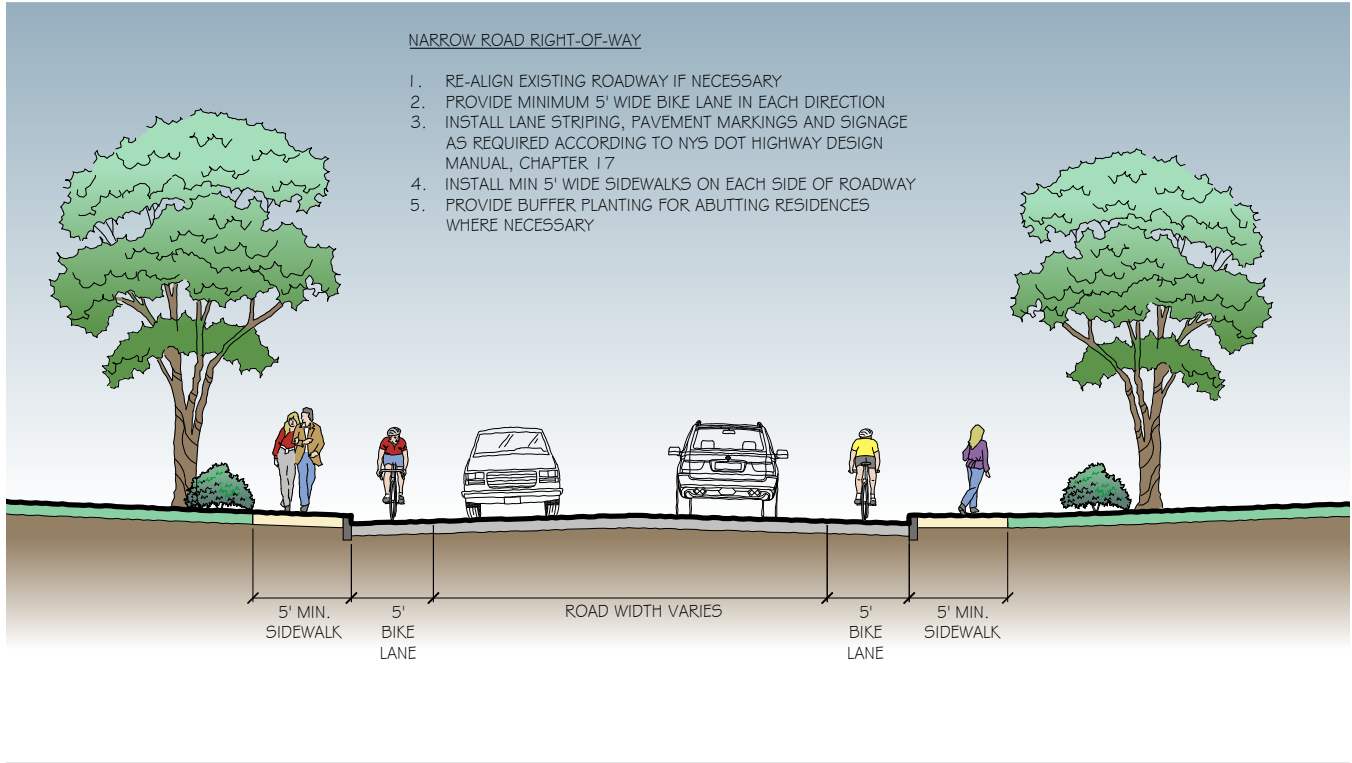 NARROW ROAD RIGHT-OF-WAY
1. RE-ALIGN EXISTING ROADWAY IF NECESSARY
2. PROVIDE MINIMUM 5' WIDE BIKE LANE IN EACH DIRECTION
3. INSTALL LANE STRIPING, PAVEMENT MARKINGS AND SIGNAGE
AS REQUIRED ACCORDING TO NYS DOT HIGHWAY DESIGN
MANUAL, CHAPTER 17
4. INSTALL MIN 5' WIDE SIDEWALKS ON EACH SIDE OF ROADWAY
5. PROVIDE BUFFER PLANTING FOR ABUTTING RESIDENCES
WHERE NECESSARY
5' MIN.
SIDEWALK
5'
BIKE
LANE
ROAD WIDTH VARIES
5'
BIKE
LANE
5' MIN.
SIDEWALK